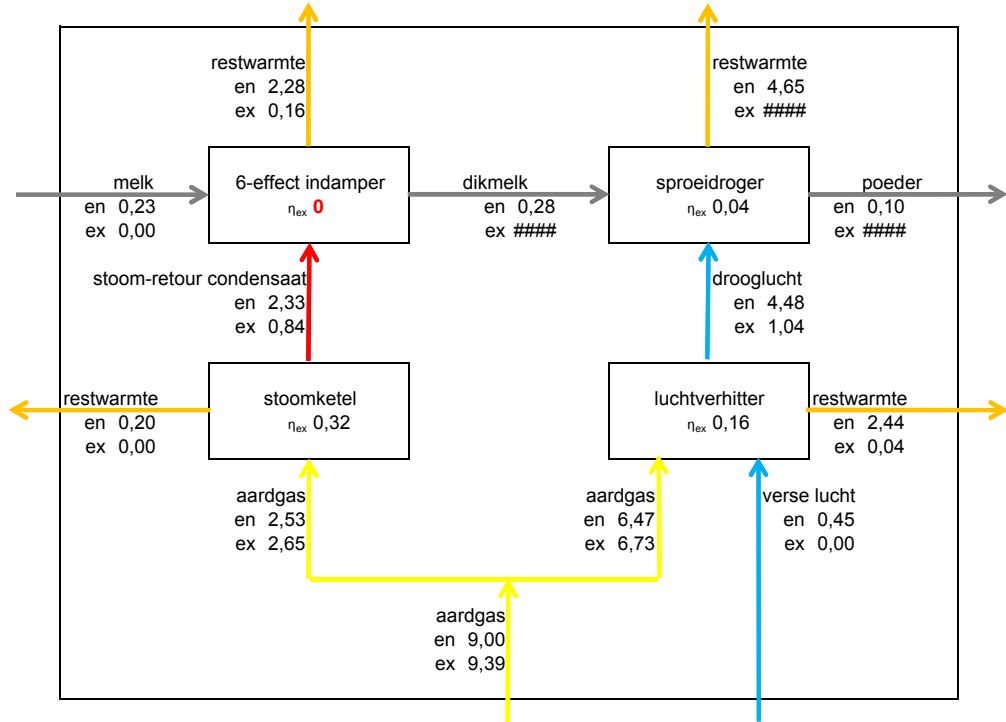 restwarmte
en 2,28
ex 0,16
restwarmte
en 4,65
ex ####
melk
en 0,23
ex 0,00
6-effect indamper
ηex 0
dikmelk
en 0,28
ex ####
sproeidroger
ηex 0,04
poeder
en 0,10
ex ####
stoom-retour condensaat
en 2,33
ex 0,84
drooglucht
en 4,48
ex 1,04
restwarmte
en 0,20
ex 0,00
stoomketel
ηex 0,32
luchtverhitter
ηex 0,16
restwarmte
en 2,44
ex 0,04
aardgas
en 2,53
ex 2,65
aardgas
en 6,47
ex 6,73
verse lucht
en 0,45
ex 0,00
aardgas
en 9,00
ex 9,39